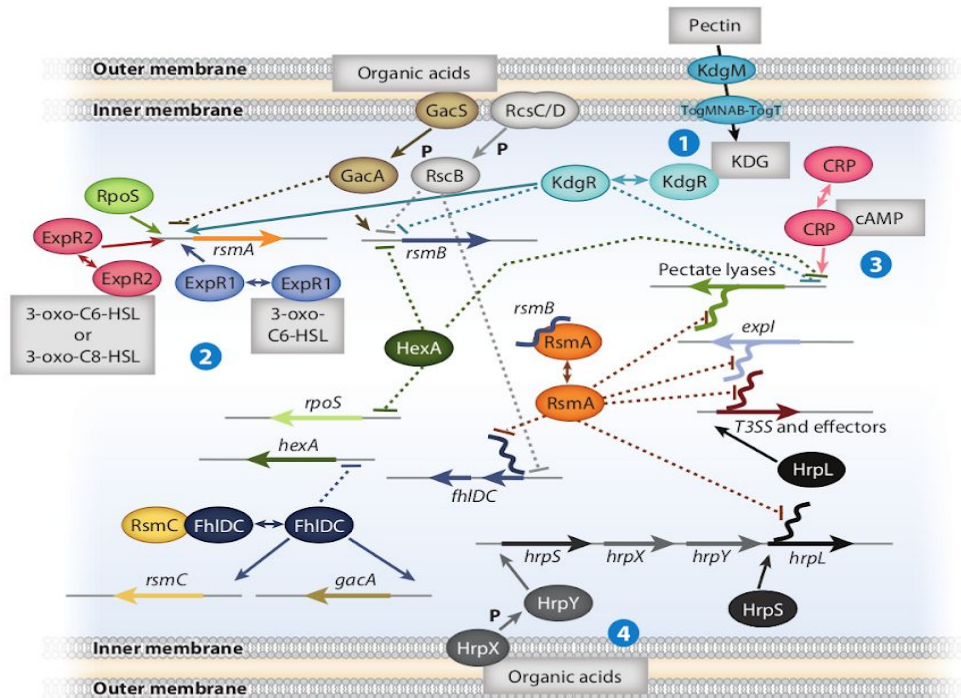 Pectin
Outer membrane
Organic acids
KdgM
Inner membrane
GacS
RcsC/D
TogMNAB-TogT
P
P
1
KDG
CRP
GacA
RscB
KdgR
KdgR
RpoS
CRP
cAMP
ExpR2
rsmA
rsmB
3
ExpR2
ExpR1
ExpR1
Pectate lyases
3-oxo-C6-HSL
or
3-oxo-C8-HSL
3-oxo-
C6-HSL
2
rsmB
RsmA
expI
HexA
RsmA
rpoS
T3SS and effectors
hexA
HrpL
fhlDC
RsmC
FhlDC
FhlDC
hrpS
hrpX
hrpY
hrpL
rsmC
gacA
HrpY
HrpS
P
4
HrpX
Inner membrane
Organic acids
Outer membrane